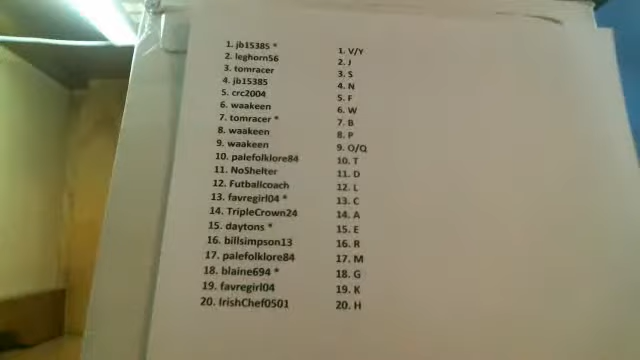 1. jb15385 * 1. V/Y
2. leghorn56 2. J
3. tomracer 3. S
4. jb15385 4. N
5. crc2004 5. F
6. waakeen 6. W
7. tomracer * 7. B
8. waakeen 8. P
9. waakeen 9. O/Q
10. palefolklore84 10. T
11. NoShelter 11. D
12. Futballcoach 12. L
13. favregirl04 * 13. C
14. TripleCrown24 14. A
15. daytons * 15. E
16. billsimpson13 16. R
17. palefolklore84 17. M
18. blaine694 * 18. G
19. favregirl04 19. K
20. IrishChef0501 20. H